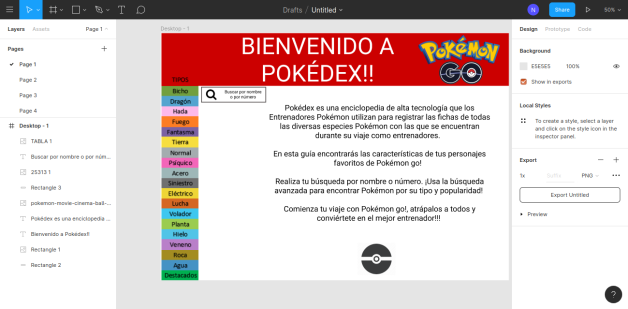 Drafts / Untitled
N
Share
50%
Layers
Assets
Page 1
Pages
Page 1
Page 2
Page 3
Page 4
Desktop - 1
TABLA 1
Buscar por nombre o por núm...
25313 1
Rectangle 3
pokemon-movie-cinema-ball-...
Pokédex es una enciclopedia ...
Bienvenido a Pokédex!!
Rectangle 1
Rectangle 2
Desktop - 1
BIENVENIDO A
POKÉDEX!!
POKÉMON
GO
TIPOS
Bicho
Dragón
Hada
Fuego
Fantasma
Tierra
Normal
Psíquico
Acero
Siniestro
Eléctrico
Lucha
Volador
Planta
Hielo
Veneno
Roca
Agua
Destacados
Buscar por nombre
o por número
Pokédex es una enciclopedia de alta tecnología que los
Entrenadores Pokémon utilizan para registrar las fichas de todas
las diversas especies Pokémon con las que se encuentran
durante su viaje como entrenadores.
En esta guía encontrarás las características de tus personajes
favoritos de Pokémon go!
Realiza tu búsqueda por nombre o número. ¡Usa la búsqueda
avanzada para encontrar Pokémon por su tipo y popularidad!
Comienza tu viaje con Pokémon go!, atrápalos a todos y
conviértete en el mejor entrenador!!!
Design
Prototype
Code
Background
E5E5E5
100%
Show in exports
Local Styles
To create a style, select a layer
and click on the style icon in the
inspector panel.
Export
1x
Suffix
PNG
Export Untitled
Preview
?